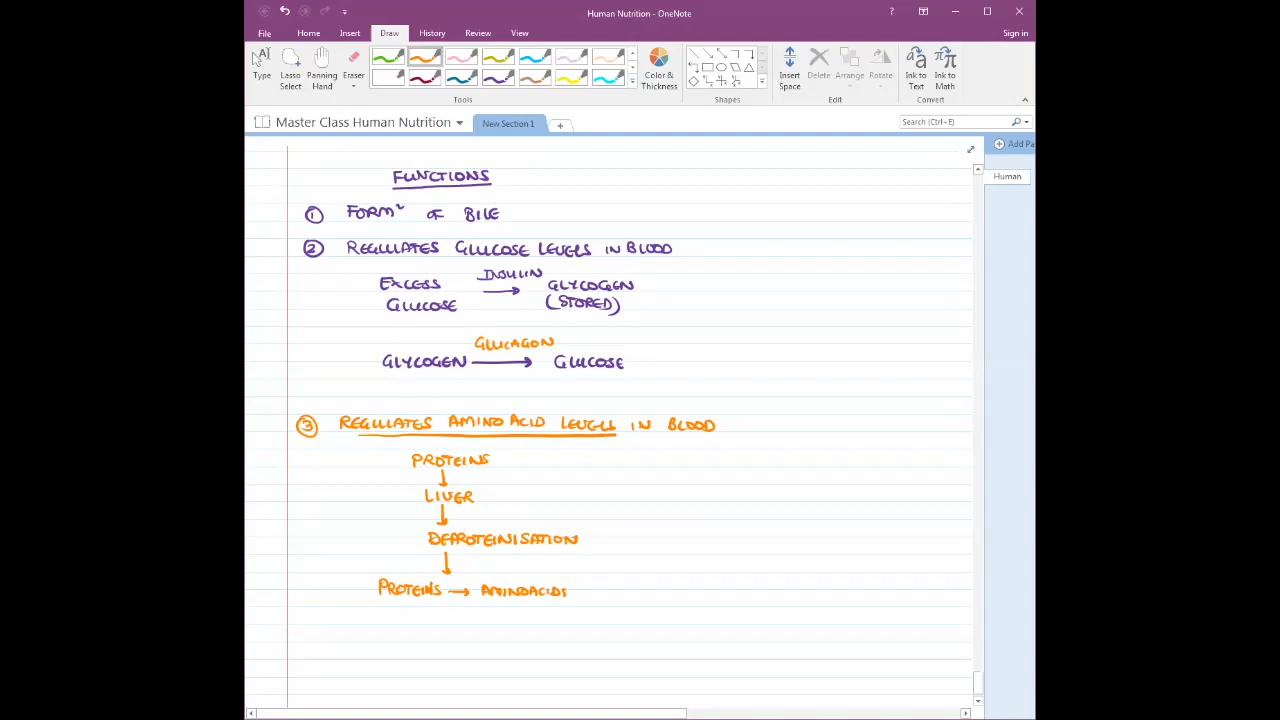 Human Nutrition - OneNote
?
File Home Insert Draw History Review View Sign in
Type Lasso Select Panning Hand Eraser Color & Thickness Insert Space Delete Arrange Rotate Ink to Text Ink to Math
Tools Shapes Edit Convert
Master Class Human Nutrition New Section 1 Search (Ctrl+E)
Add Pa
Human
FUNCTIONS
① FORMⁿ OF BILE
② REGULATES GLUCOSE LEVELS IN BLOOD
EXCESS GLUCOSE INSULIN → GLYCOGEN (STORED)
GLUCAGON
GLYCOGEN → GLUCOSE
③ REGULATES AMINOACID LEVELS IN BLOOD
PROTEINS
↓
LIVER
↓
DEPROTEINISATION
↓
PROTEINS → AMINOACIDS